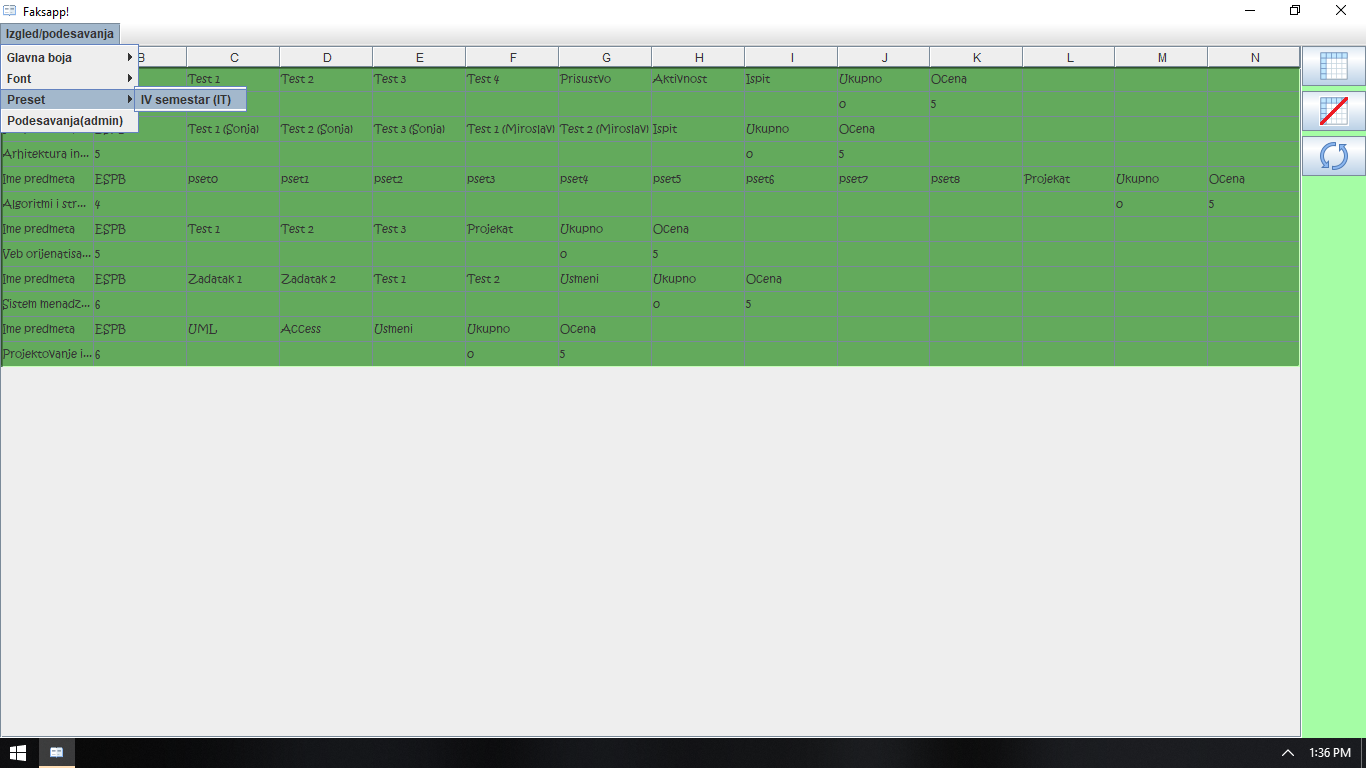 Faksapp!
Izgled/podesavanja
B C D E F G H I J K L M N
Glavna boja
Font
Preset
IV semestar (IT)
Podesavanja(admin)
Test 1 Test 2 Test 3 Test 4 Prisustvo Aktivnost Ispit Ukupno Ocena
0 5
Test 1 (Sonja) Test 2 (Sonja) Test 3 (Sonja) Test 1 (Miroslav) Test 2 (Miroslav) Ispit Ukupno Ocena
Arhitektura in... 5 0 5
Ime predmeta ESPB pset0 pset1 pset2 pset3 pset4 pset5 pset6 pset7 pset8 Projekat Ukupno Ocena
Algoritmi i str... 4 0 5
Ime predmeta ESPB Test 1 Test 2 Test 3 Projekat Ukupno Ocena
Veb orijenatisa... 5 0 5
Ime predmeta ESPB Zadatak 1 Zadatak 2 Test 1 Test 2 Usmeni Ukupno Ocena
Sistem menadz... 6 0 5
Ime predmeta ESPB UML Access Usmeni Ukupno Ocena
Projektovanje i... 6 0 5
1:36 PM